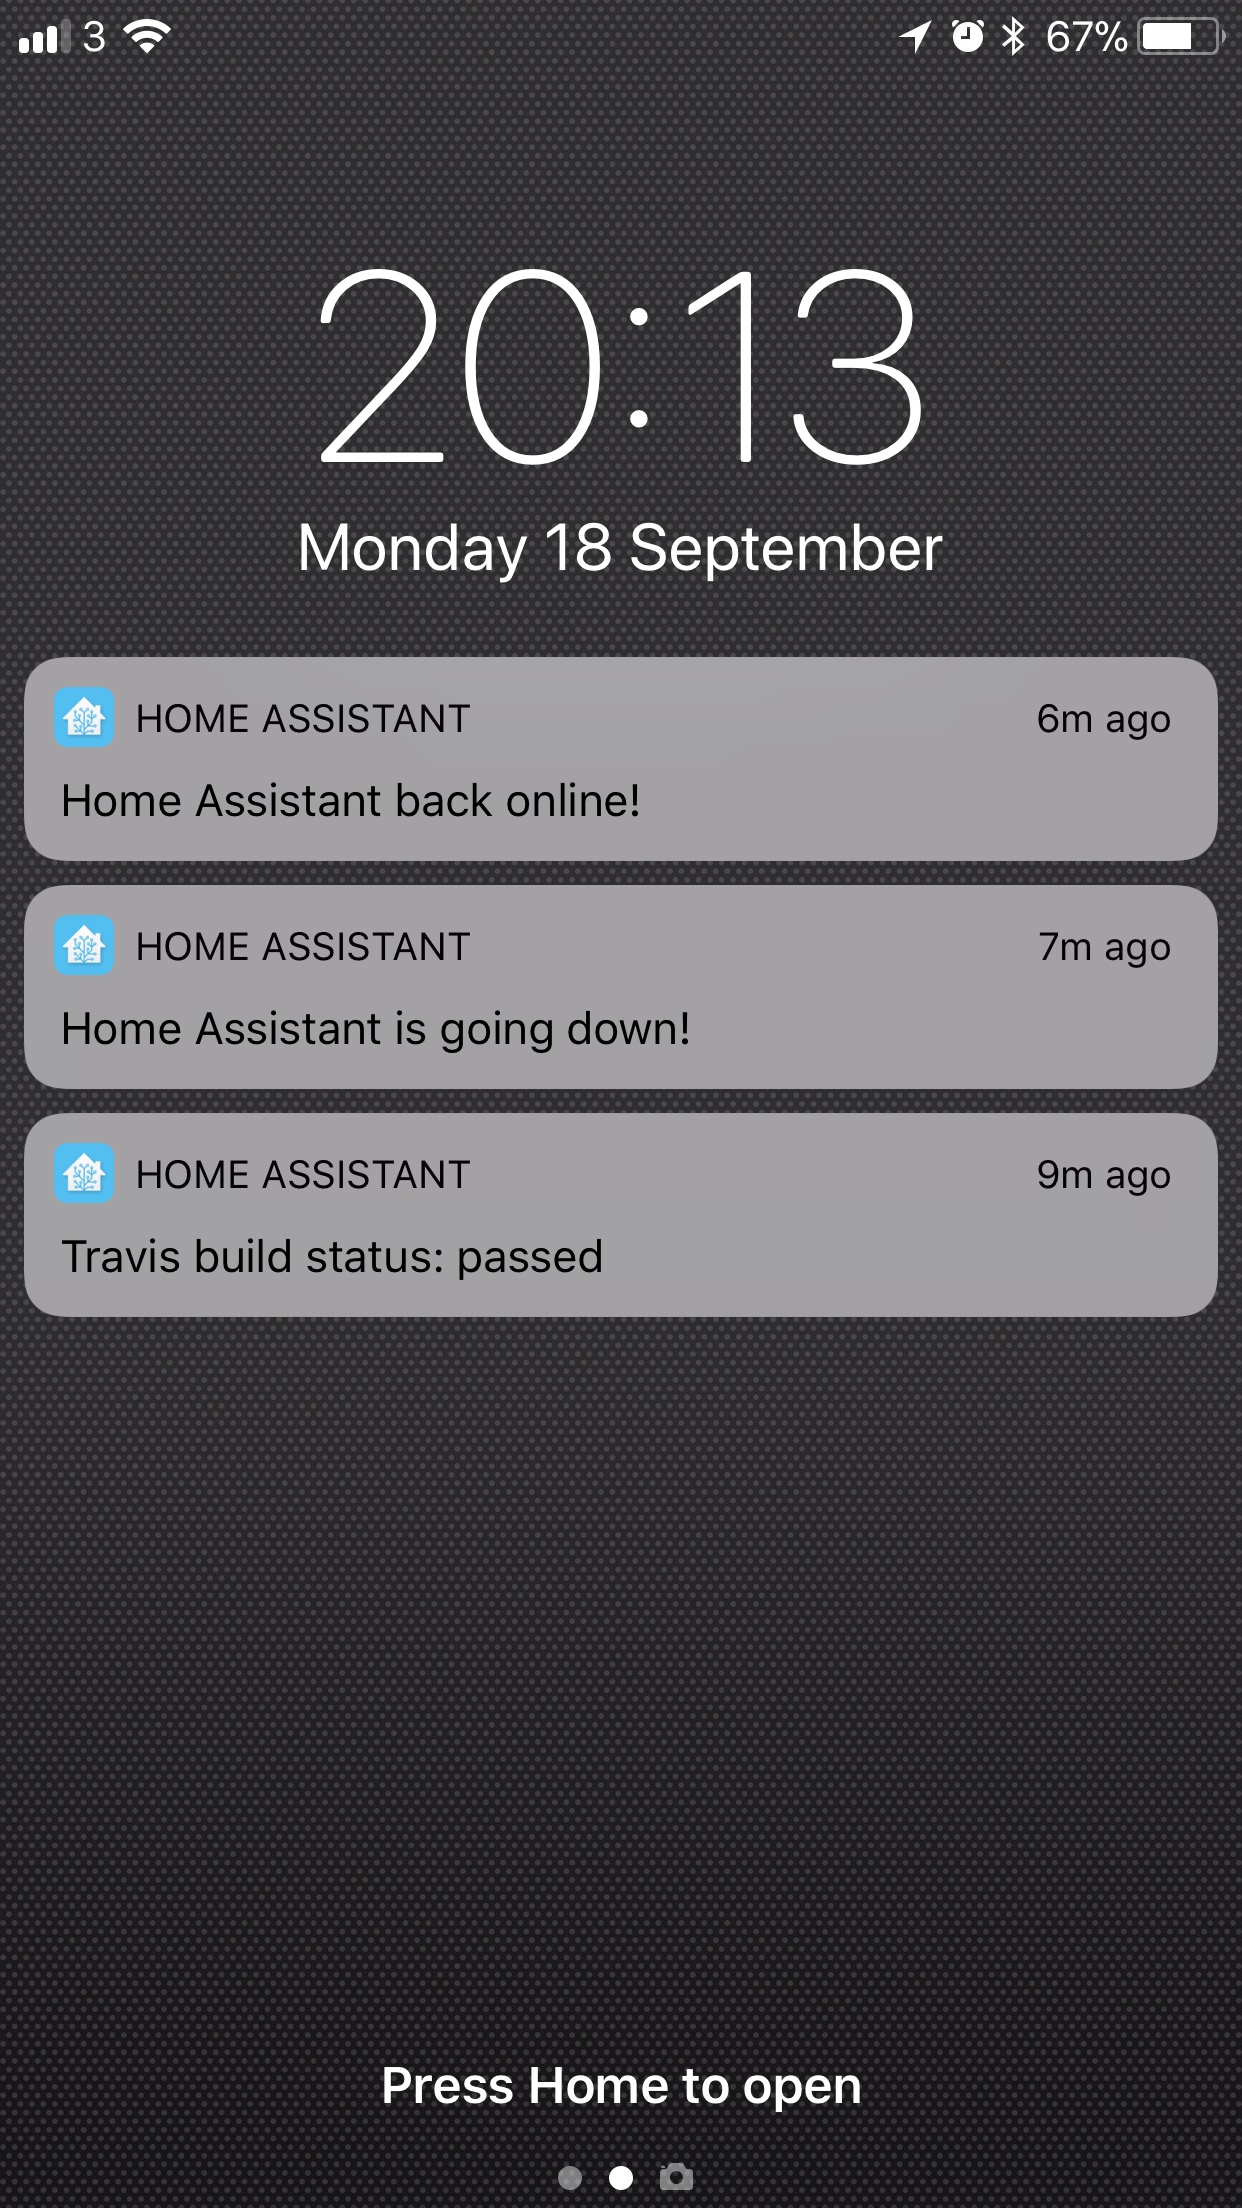 3 67%
20:13
Monday 18 September
HOME ASSISTANT 6m ago
Home Assistant back online!
HOME ASSISTANT 7m ago
Home Assistant is going down!
HOME ASSISTANT 9m ago
Travis build status: passed
Press Home to open